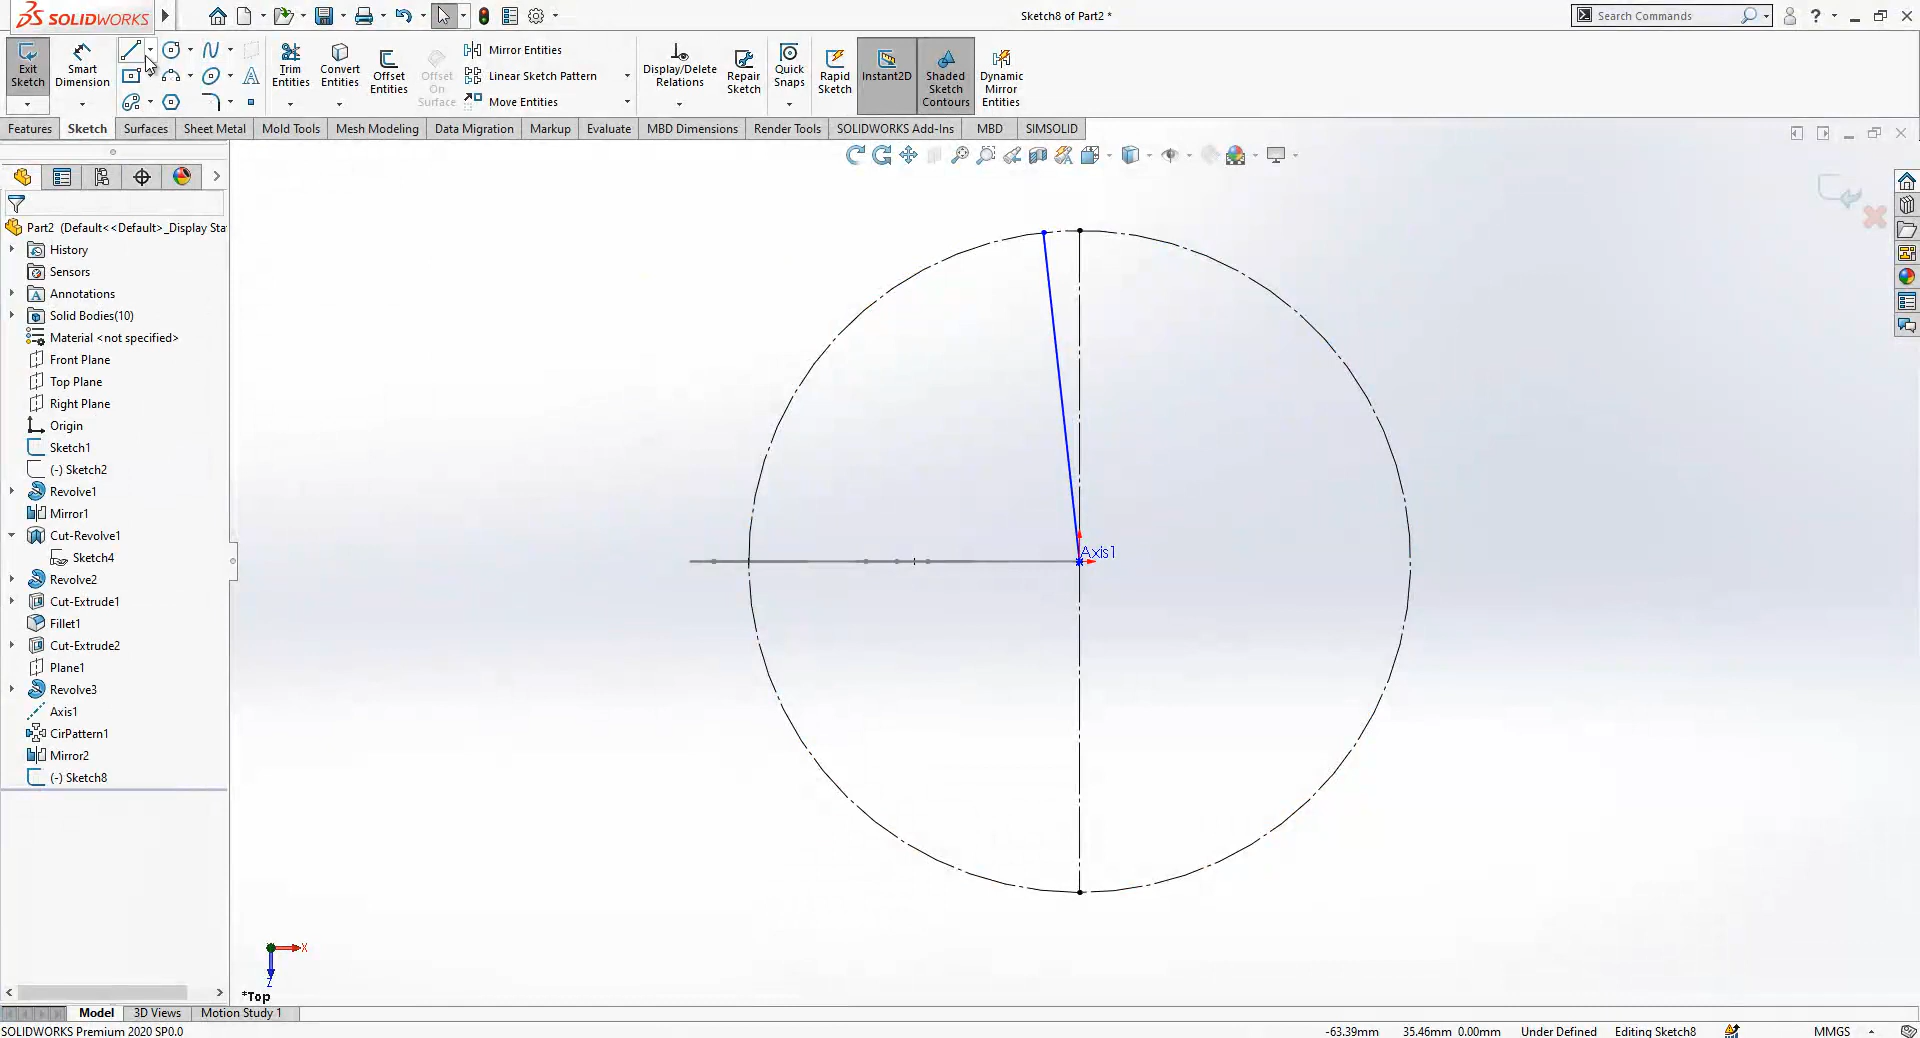 SOLIDWORKS
Sketch8 of Part2 *
Search Commands
Exit Sketch
Smart Dimension
Trim Entities
Convert Entities
Offset Entities
Offset On Surface
Mirror Entities
Linear Sketch Pattern
Move Entities
Display/Delete Relations
Repair Sketch
Quick Snaps
Rapid Sketch
Instant2D
Shaded Sketch Contours
Dynamic Mirror Entities
Features
Sketch
Surfaces
Sheet Metal
Mold Tools
Mesh Modeling
Data Migration
Markup
Evaluate
MBD Dimensions
Render Tools
SOLIDWORKS Add-Ins
MBD
SIMSOLID
Part2 (Default<<Default>_Display Sta
History
Sensors
Annotations
Solid Bodies(10)
Material <not specified>
Front Plane
Top Plane
Right Plane
Origin
Sketch1
(-) Sketch2
Revolve1
Mirror1
Cut-Revolve1
Sketch4
Revolve2
Cut-Extrude1
Fillet1
Cut-Extrude2
Plane1
Revolve3
Axis1
CirPattern1
Mirror2
(-) Sketch8
Axis1
X
Z
*Top
Model
3D Views
Motion Study 1
SOLIDWORKS Premium 2020 SP0.0
-63.39mm
35.46mm 0.00mm
Under Defined
Editing Sketch8
MMGS